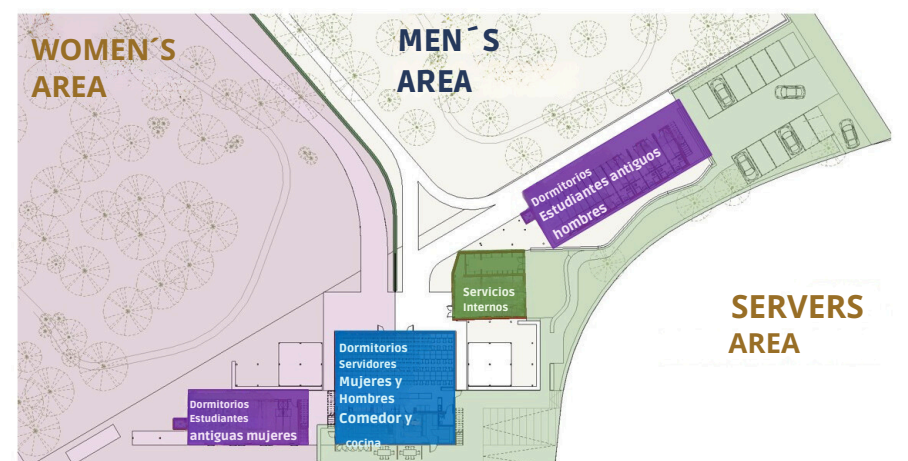 WOMEN´S
AREA
MEN´S
AREA
Dormitorios
Estudiantes antiguos
hombres
Servicios
Internos
SERVERS
AREA
Dormitorios
Servidores
Mujeres y
Hombres
Comedor y
cocina
Dormitorios
Estudiantes
antiguas mujeres